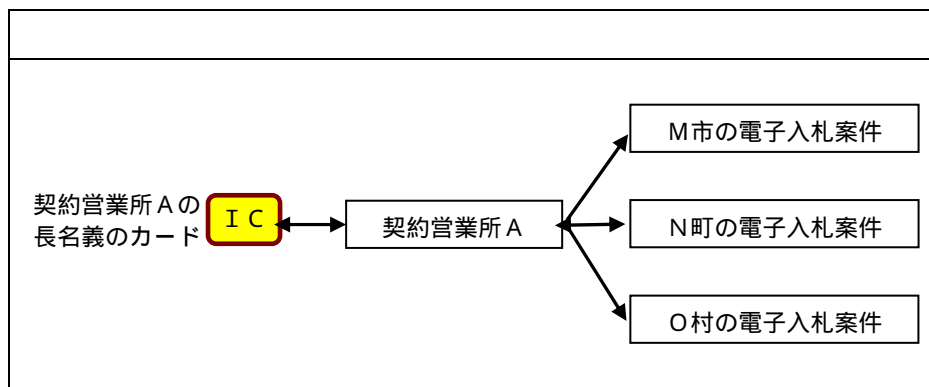 契約営業所Ａの
長名義のカード
ＩＣ
契約営業所Ａ
Ｍ市の電子入札案件
Ｎ町の電子入札案件
Ｏ村の電子入札案件